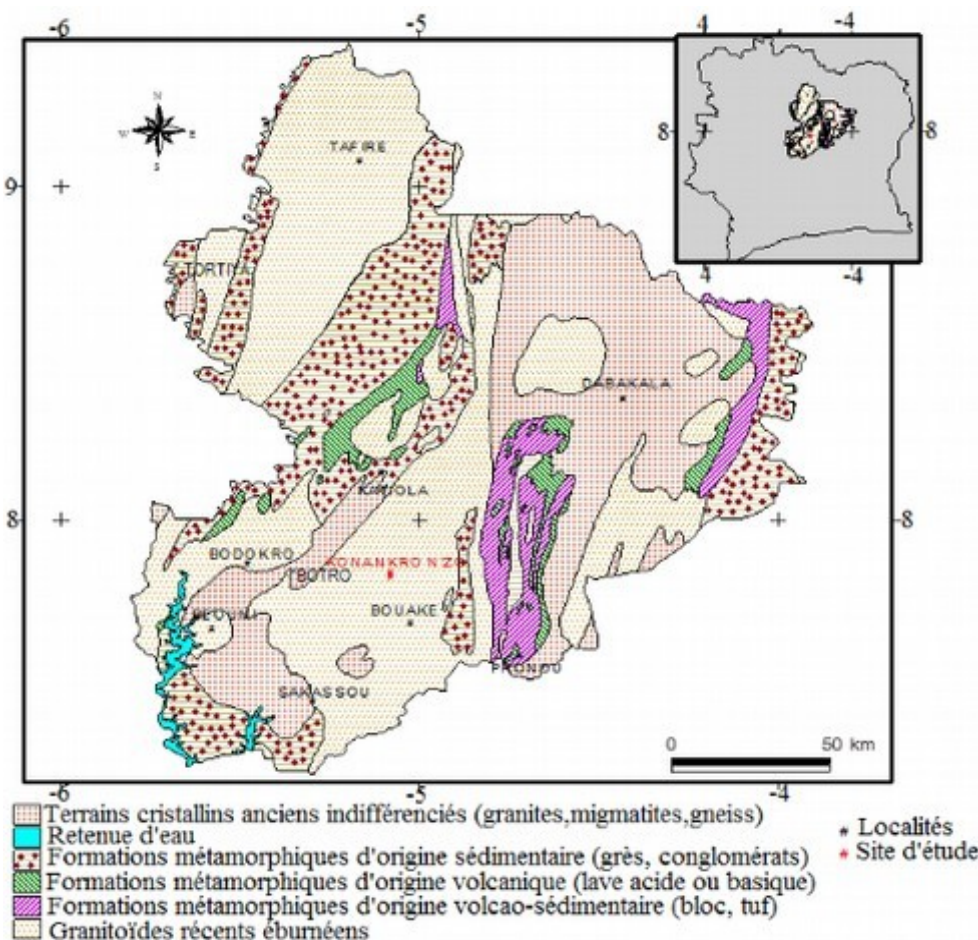 -6 -5 4 -4
N
W E
S
8 8
TAFIRE
9
4 -4
TORTIYA
DABAKALA
KATIOLA
8 8
BODOKRO
KONANKRO N'ZI
BOTRO
BEOUMI
BOUAKE
PRONOU
SAKASSOU
0 50 km
-6 -5 -4
Terrains cristallins anciens indifférenciés (granites,migmatites,gneiss)
Retenue d'eau
Localités
Formations métamorphiques d'origine sédimentaire (grès, conglomérats)
Site d'étude
Formations métamorphiques d'origine volcanique (lave acide ou basique)
Formations métamorphiques d'origine volcao-sédimentaire (bloc, tuf)
Granitoïdes récents éburnéens